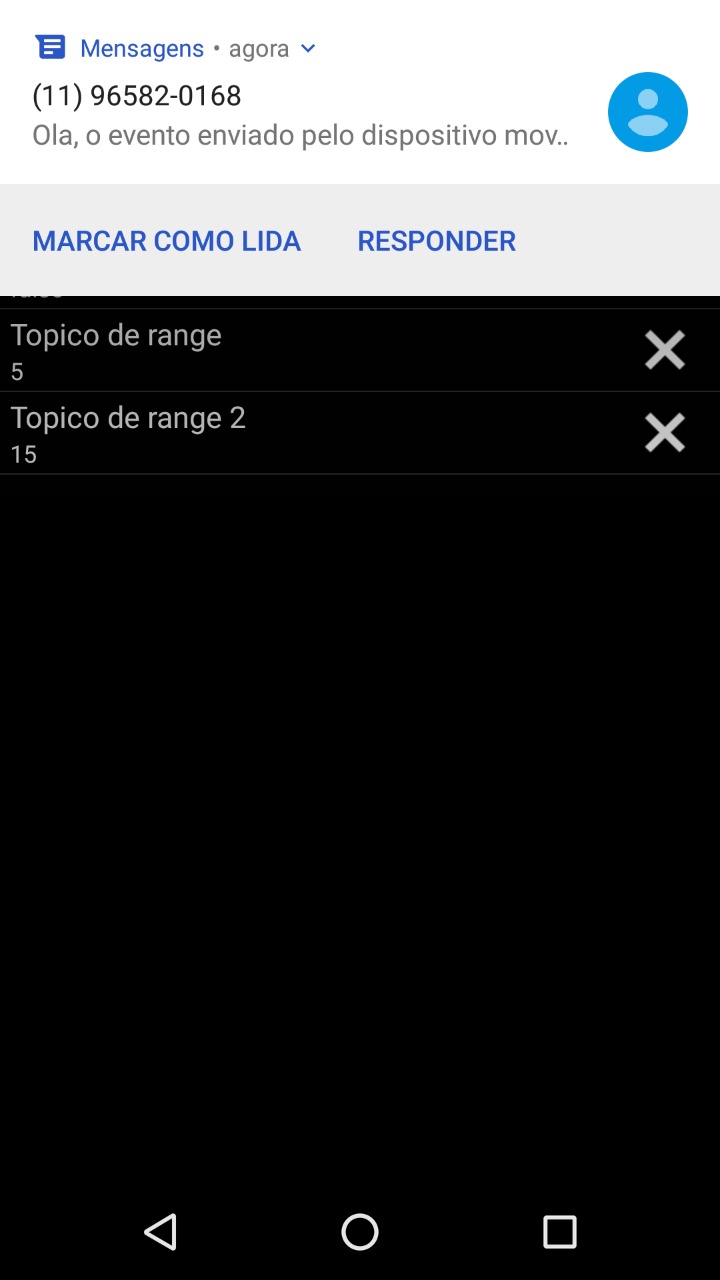 Mensagens • agora
(11) 96582-0168
Ola, o evento enviado pelo dispositivo mov..
MARCAR COMO LIDA RESPONDER
Topico de range
5
Topico de range 2
15